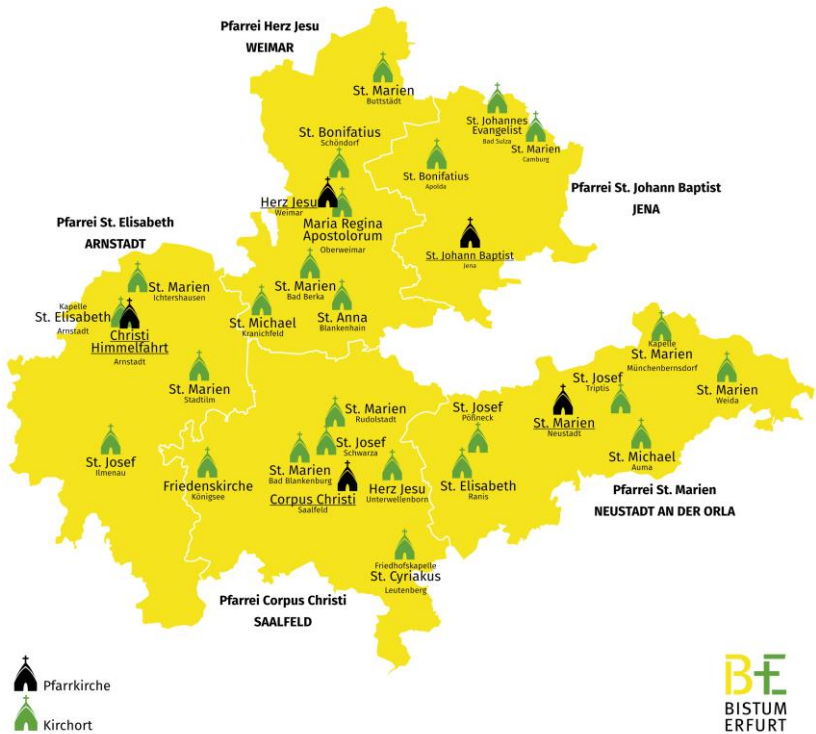 Pfarrei Herz Jesu
WEIMAR
St. Marien
Buttstädt
St. Johannes
Evangelist
Bad Sulza
St. Marien
Camburg
St. Bonifatius
Schöndorf
St. Bonifatius
Apolda
Pfarrei St. Johann Baptist
JENA
Herz Jesu
Weimar
Maria Regina
Apostolorum
Oberweimar
St. Johann Baptist
Jena
Pfarrei St. Elisabeth
ARNSTADT
St. Marien
Ichtershausen
St. Marien
Bad Berka
St. Anna
Blankenhain
St. Michael
Kranichfeld
Kapelle
St. Elisabeth
Arnstadt
Christi
Himmelfahrt
Arnstadt
St. Marien
Stadtilm
St. Josef
Ilmenau
Kapelle
St. Marien
Münchenbernsdorf
St. Marien
Weida
St. Josef
Triptis
St. Marien
Neustadt
St. Michael
Auma
St. Josef
Pößneck
St. Elisabeth
Ranis
Pfarrei St. Marien
NEUSTADT AN DER ORLA
St. Marien
Rudolstadt
St. Josef
Schwarza
St. Marien
Bad Blankenburg
Friedenskirche
Königsee
Corpus Christi
Saalfeld
Herz Jesu
Unterwellenborn
Friedhofskapelle
St. Cyriakus
Leutenberg
Pfarrei Corpus Christi
SAALFELD
Pfarrkirche
Kirchort
BE
BISTUM
ERFURT